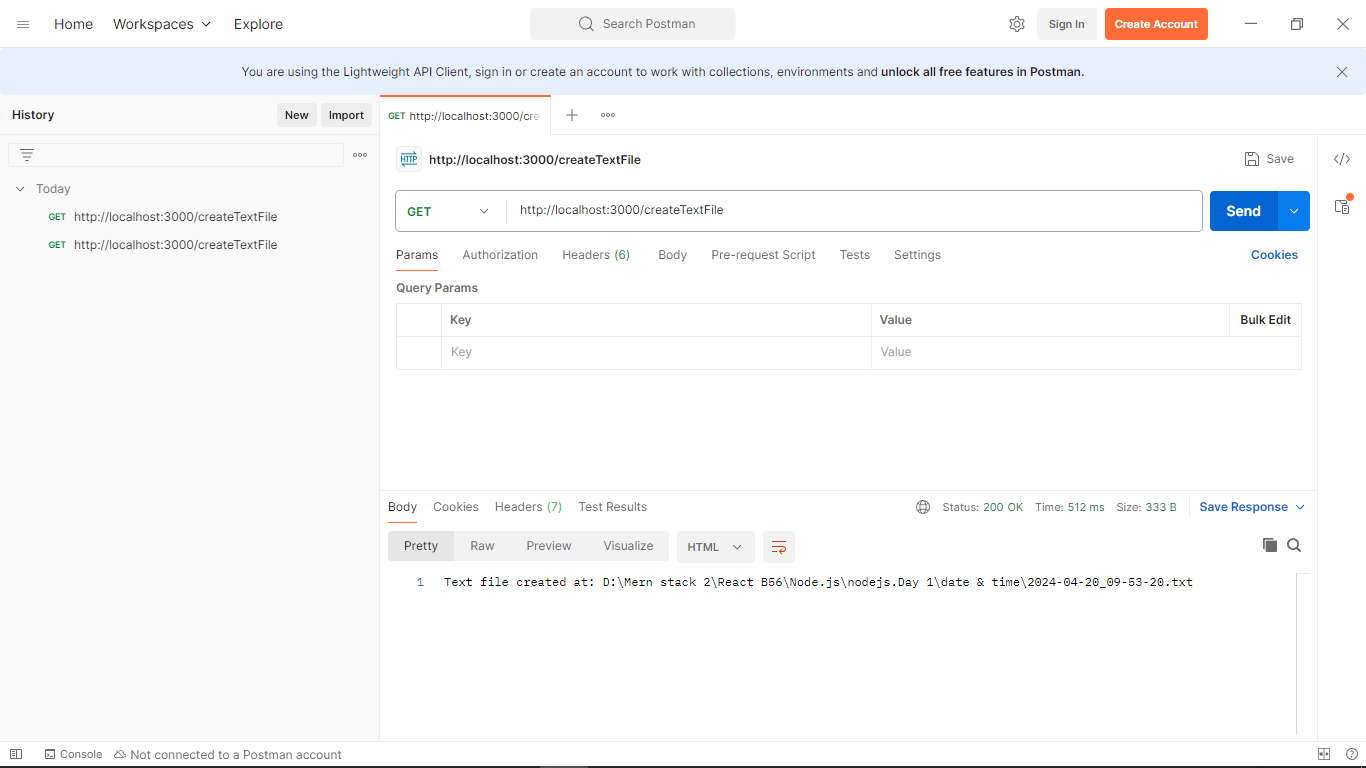 Home Workspaces Explore Search Postman Sign In Create Account
You are using the Lightweight API Client, sign in or create an account to work with collections, environments and unlock all free features in Postman.
History New Import
GET http://localhost:3000/cre
HTTP http://localhost:3000/createTextFile Save
Today
GET http://localhost:3000/createTextFile
GET http://localhost:3000/createTextFile
GET http://localhost:3000/createTextFile Send
Params Authorization Headers (6) Body Pre-request Script Tests Settings Cookies
Query Params
Key Value Bulk Edit
Key Value
Body Cookies Headers (7) Test Results Status: 200 OK Time: 512 ms Size: 333 B Save Response
Pretty Raw Preview Visualize HTML
1 Text file created at: D:\Mern stack 2\React B56\Node.js\nodejs.Day 1\date & time\2024-04-20_09-53-20.txt
Console Not connected to a Postman account